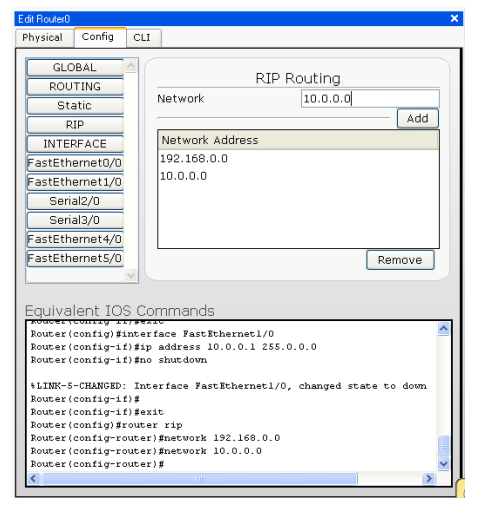 Edit Router0
Physical Config CLI
GLOBAL
ROUTING
Static
RIP
INTERFACE
FastEthernet0/0
FastEthernet1/0
Serial2/0
Serial3/0
FastEthernet4/0
FastEthernet5/0
RIP Routing
Network 10.0.0.0
Add
Network Address
192.168.0.0
10.0.0.0
Remove
Equivalent IOS Commands
Router(config-if)#exit
Router(config)#interface FastEthernet1/0
Router(config-if)#ip address 10.0.0.1 255.0.0.0
Router(config-if)#no shutdown
%LINK-5-CHANGED: Interface FastEthernet1/0, changed state to down
Router(config-if)#
Router(config-if)#exit
Router(config)#router rip
Router(config-router)#network 192.168.0.0
Router(config-router)#network 10.0.0.0
Router(config-router)#